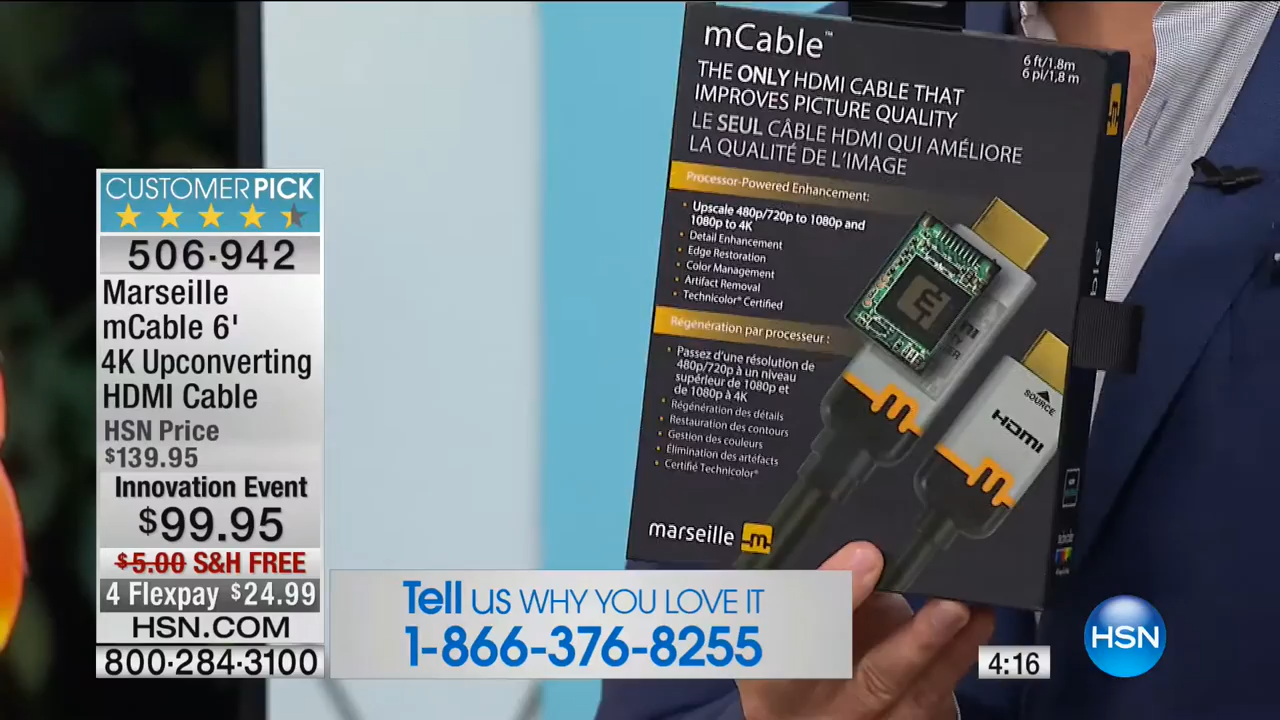 CUSTOMER PICK
506-942
Marseille
mCable 6'
4K Upconverting
HDMI Cable
HSN Price
$139.95
Innovation Event
$99.95
$5.00 S&H FREE
4 Flexpay $24.99
HSN.COM
800-284-3100
mCable™
6 ft/1.8m
6 pi/1,8 m
THE ONLY HDMI CABLE THAT
IMPROVES PICTURE QUALITY
LE SEUL CÂBLE HDMI QUI AMÉLIORE
LA QUALITÉ DE L'IMAGE
Processor-Powered Enhancement:
• Upscale 480p/720p to 1080p and
1080p to 4K
• Detail Enhancement
• Edge Restoration
• Color Management
• Artifact Removal
• Technicolor® Certified
Régénération par processeur :
• Passez d'une résolution de
480p/720p à un niveau
supérieur de 1080p et
de 1080p à 4K
• Régénération des détails
• Restauration des contours
• Gestion des couleurs
• Élimination des artéfacts
• Certifié Technicolor®
SOURCE
HDMI
marseille m
Tell us WHY YOU LOVE IT
1-866-376-8255
4:16
HSN